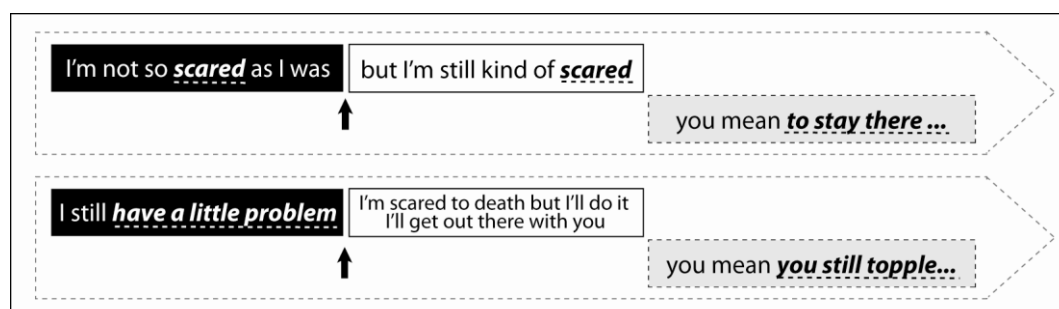 I'm not so scared as I was
but I'm still kind of scared
you mean to stay there ...
I still have a little problem
I'm scared to death but I'll do it
I'll get out there with you
you mean you still topple...